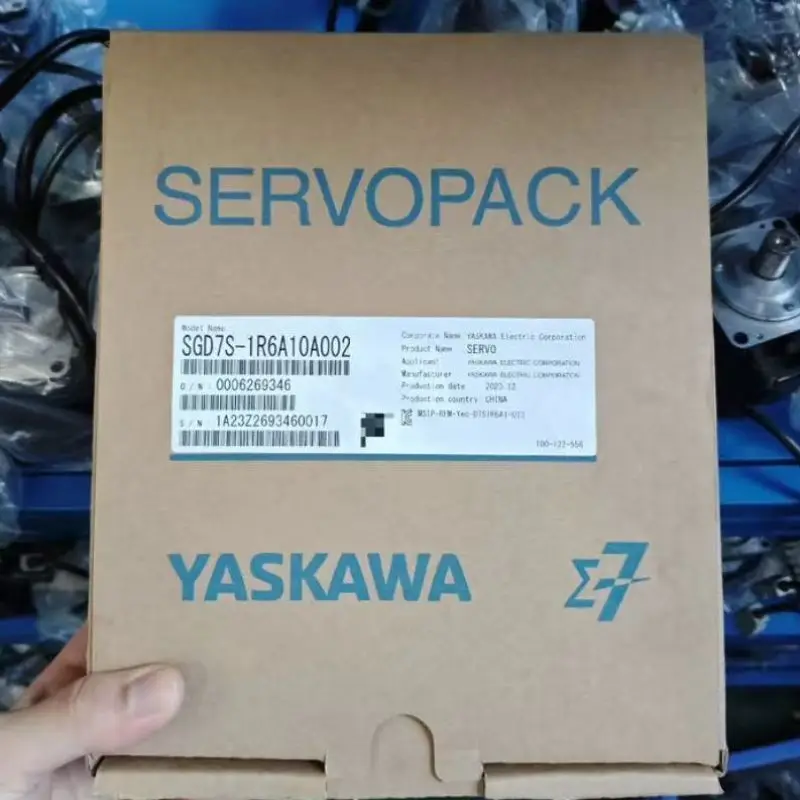 SERVOPACK
Model Name
SGD7S-1R6A10A002
O/N : 0006269346
S/N 1A23Z2693460017
Corporate Name YASKAWA Electric Corporation
Product Name SERVO
Applicant YASKAWA ELECTRIC CORPORATION
Manufacturer YASKAWA ELECTRIC CORPORATION
Production date 2023.12
Production country CHINA
YASKAWA Σ-7